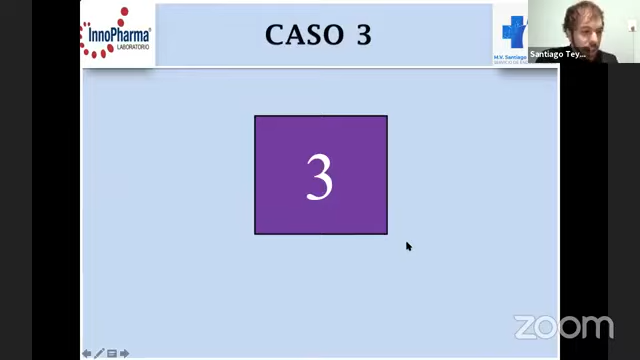 InnoPharma®
LABORATORIO
CASO 3
M.V. Santiago
Santiago Tey...
3
zoom